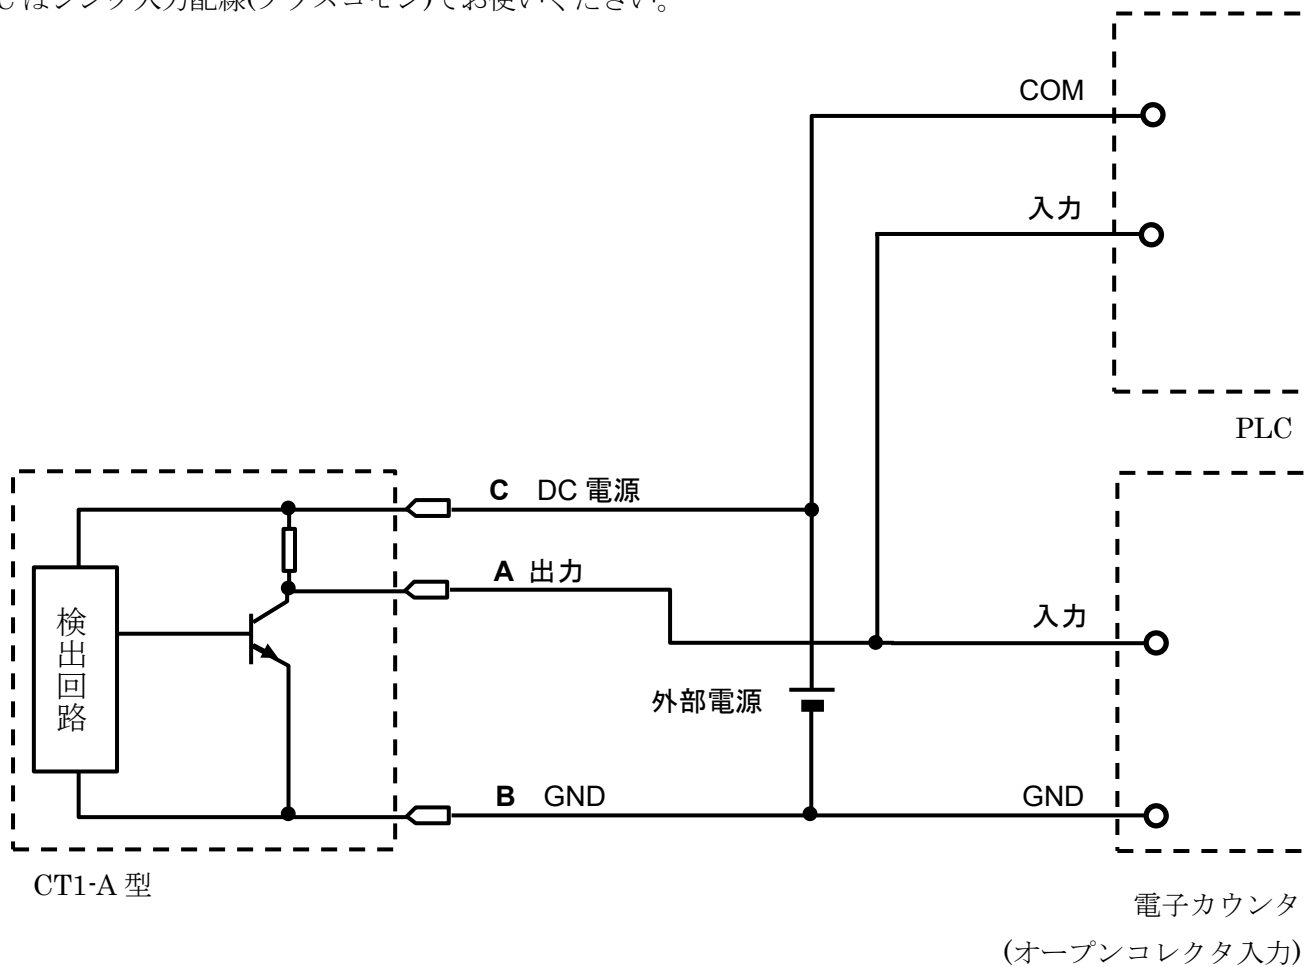 はシンク入力配線(プラスコモン)でお使いください。
COM
入力
PLC
C DC 電源
A 出力
入力
検出回路
外部電源
B GND
GND
CT1-A 型
電子カウンタ
(オープンコレクタ入力)